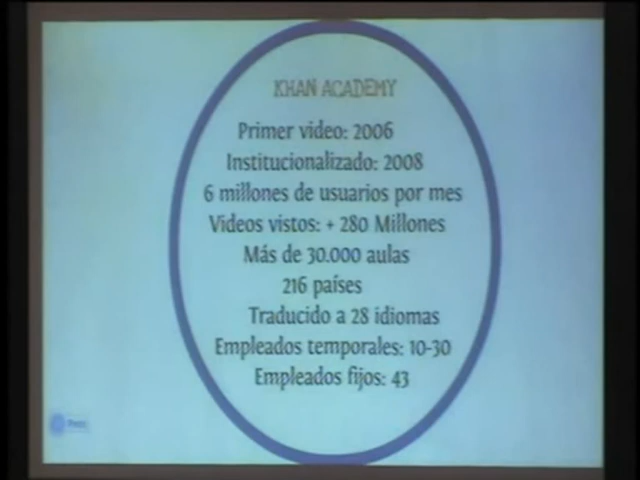 KHAN ACADEMY
Primer video: 2006
Institucionalizado: 2008
6 millones de usuarios por mes
Videos vistos: + 280 Millones
Más de 30.000 aulas
216 países
Traducido a 28 idiomas
Empleados temporales: 10-30
Empleados fijos: 43